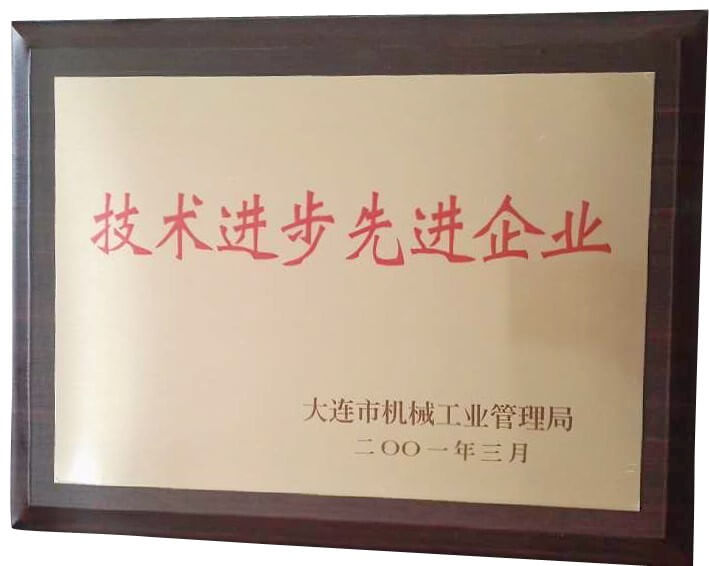 技术进步先进企业
大连市机械工业管理局
二〇〇一年三月